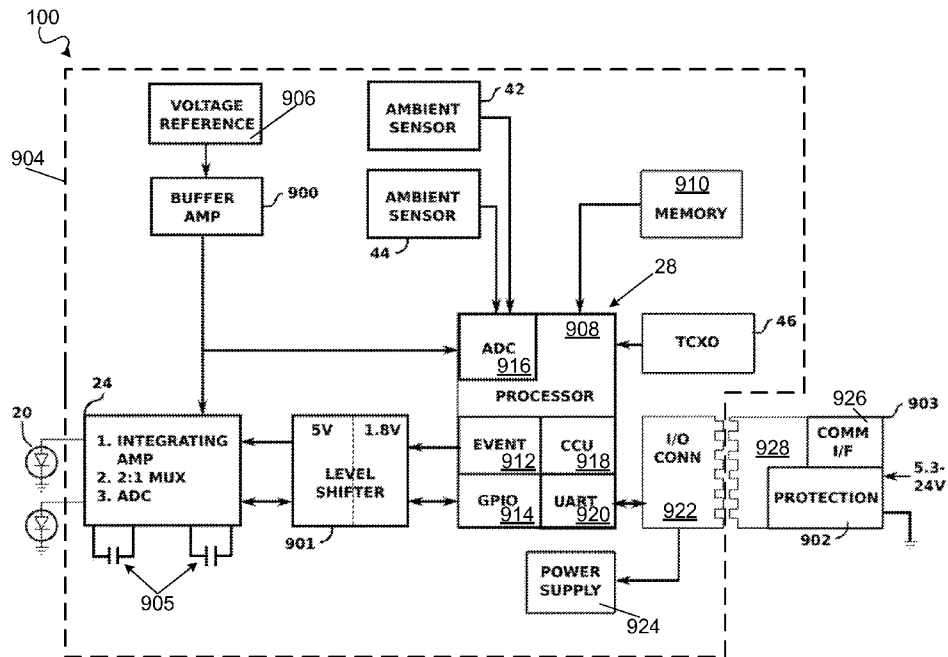 100
904
VOLTAGE
REFERENCE
906
BUFFER
AMP
900
AMBIENT
SENSOR
42
AMBIENT
SENSOR
44
910
MEMORY
28
ADC
916
908
PROCESSOR
TCXO
46
20
24
1. INTEGRATING
AMP
2. 2:1 MUX
3. ADC
905
5V 1.8V
LEVEL
SHIFTER
901
EVENT
912
CCU
918
GPIO
914
UART
920
I/O
CONN
922
POWER
SUPPLY
924
926
903
COMM
I/F
928
PROTECTION
902
5.3-
24V